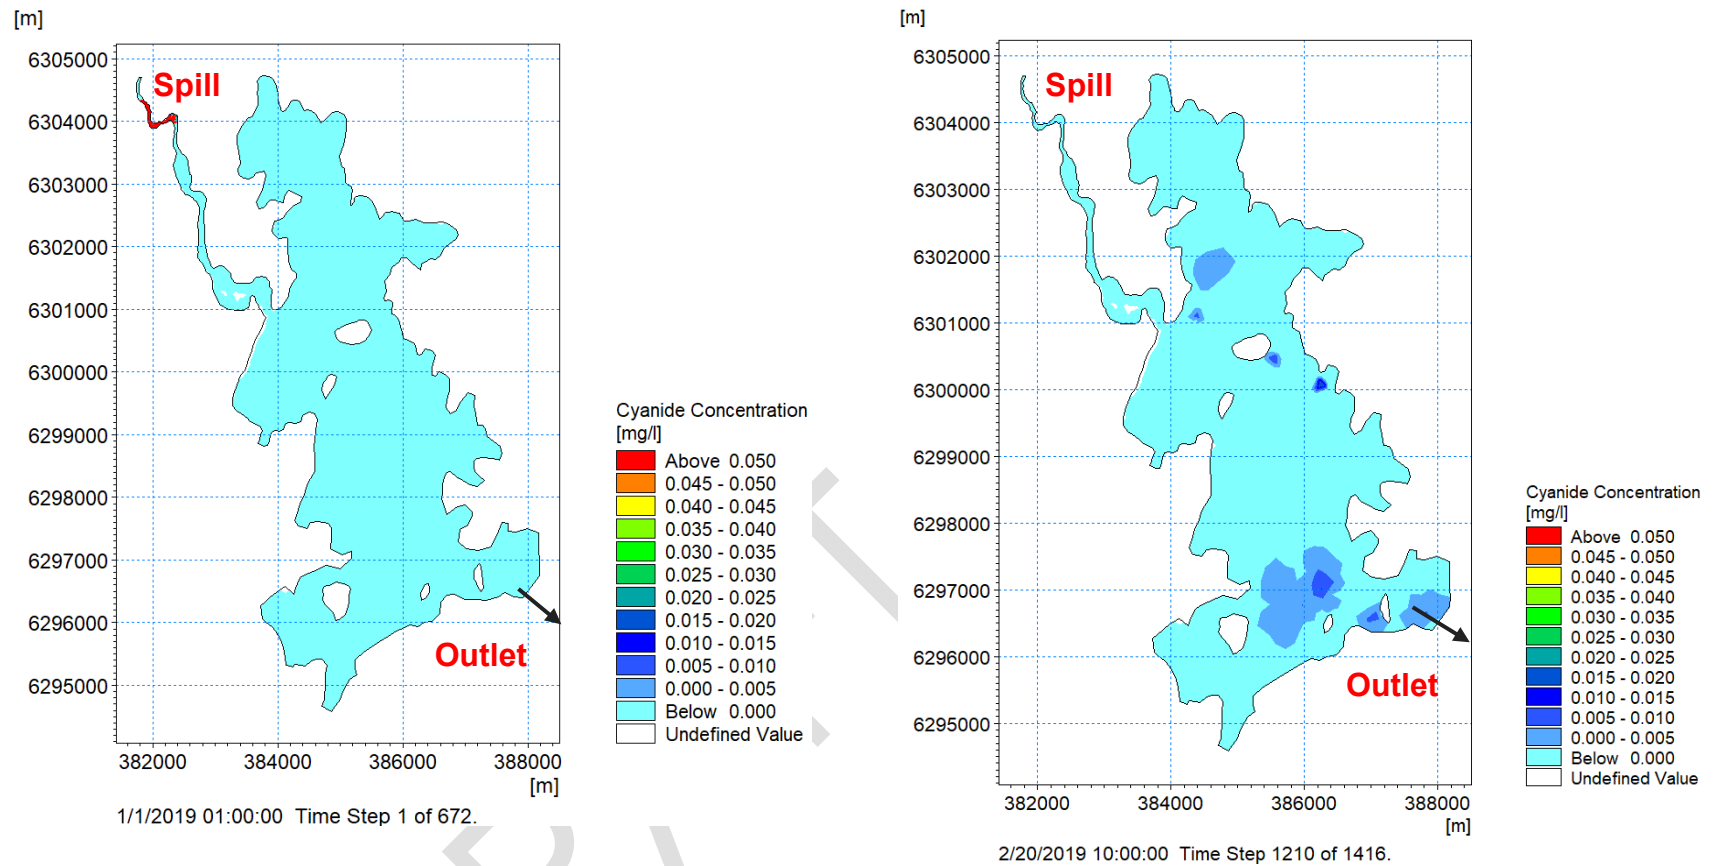 [m]
6305000
6304000
6303000
6302000
6301000
6300000
6299000
6298000
6297000
6296000
6295000
Spill
Outlet
382000 384000 386000 388000
[m]
1/1/2019 01:00:00 Time Step 1 of 672.
Cyanide Concentration
[mg/l]
Above 0.050
0.045 - 0.050
0.040 - 0.045
0.035 - 0.040
0.030 - 0.035
0.025 - 0.030
0.020 - 0.025
0.015 - 0.020
0.010 - 0.015
0.005 - 0.010
0.000 - 0.005
Below 0.000
Undefined Value
[m]
6305000
6304000
6303000
6302000
6301000
6300000
6299000
6298000
6297000
6296000
6295000
Spill
Outlet
382000 384000 386000 388000
[m]
2/20/2019 10:00:00 Time Step 1210 of 1416.
Cyanide Concentration
[mg/l]
Above 0.050
0.045 - 0.050
0.040 - 0.045
0.035 - 0.040
0.030 - 0.035
0.025 - 0.030
0.020 - 0.025
0.015 - 0.020
0.010 - 0.015
0.005 - 0.010
0.000 - 0.005
Below 0.000
Undefined Value